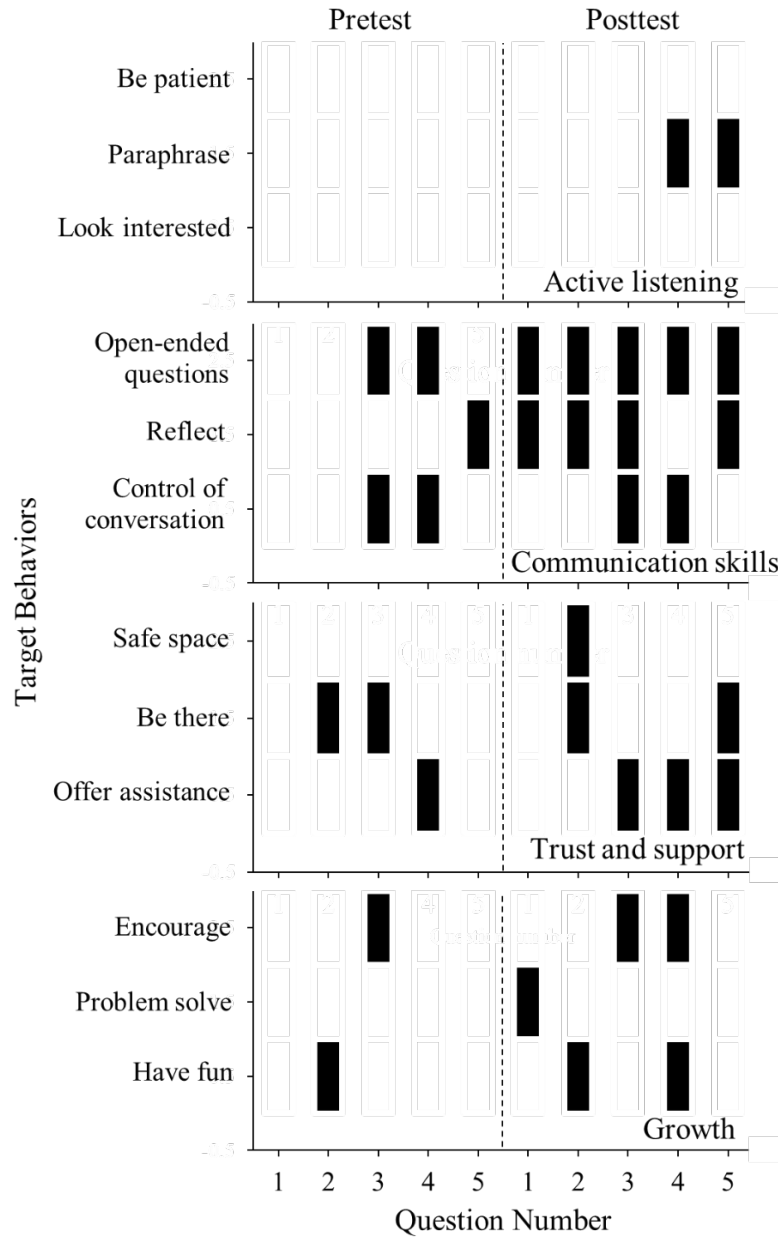 Pretest
Posttest
Be patient
Paraphrase
Look interested
Active listening
Open-ended
questions
Reflect
Control of
conversation
Communication skills
Target Behaviors
Safe space
Be there
Offer assistance
Trust and support
Encourage
Problem solve
Have fun
Growth
1 2 3 4 5 1 2 3 4 5
Question Number